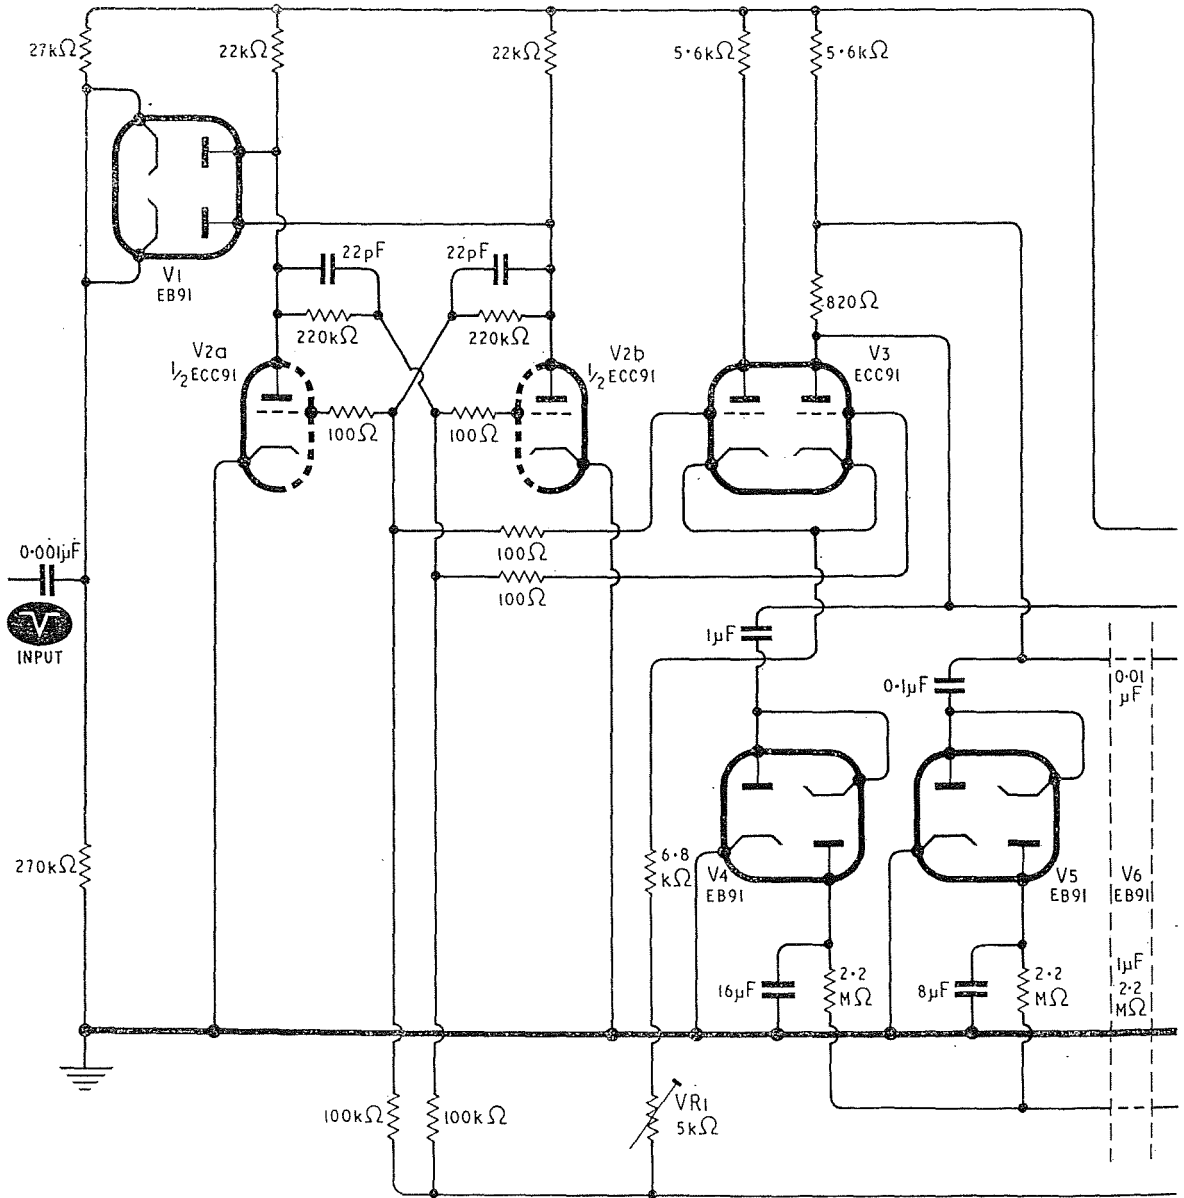 27kΩ
22kΩ
22kΩ
5·6kΩ
5·6kΩ
V1
EB91
22pF
22pF
220kΩ
220kΩ
820Ω
V2a
½ECC91
V2b
½ECC91
V3
ECC91
100Ω
100Ω
100Ω
100Ω
0·001µF
INPUT
1µF
0·1µF
0·01
µF
270kΩ
6·8
kΩ
V4
EB91
V5
EB91
V6
EB91
16µF
2·2
MΩ
8µF
2·2
MΩ
1µF
2·2
MΩ
100kΩ
100kΩ
VR1
5kΩ